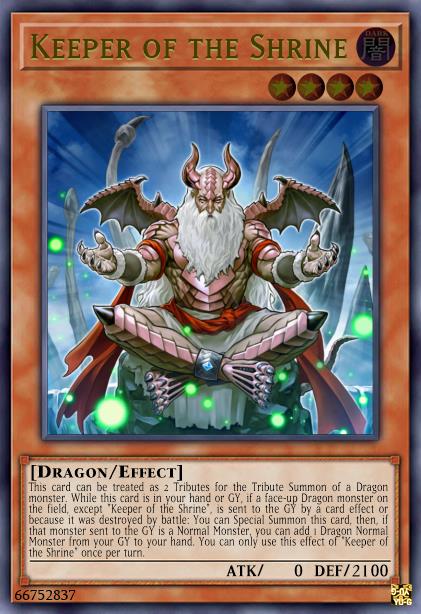 KEEPER OF THE SHRINE
DARK
闇
[DRAGON/EFFECT]
This card can be treated as 2 Tributes for the Tribute Summon of a Dragon
monster. While this card is in your hand or GY, if a face-up Dragon monster on
the field, except "Keeper of the Shrine", is sent to the GY by a card effect or
because it was destroyed by battle: You can Special Summon this card, then, if
that monster sent to the GY is a Normal Monster, you can add 1 Dragon Normal
Monster from your GY to your hand. You can only use this effect of "Keeper of
the Shrine" once per turn.
ATK/ 0 DEF/2100
66752837